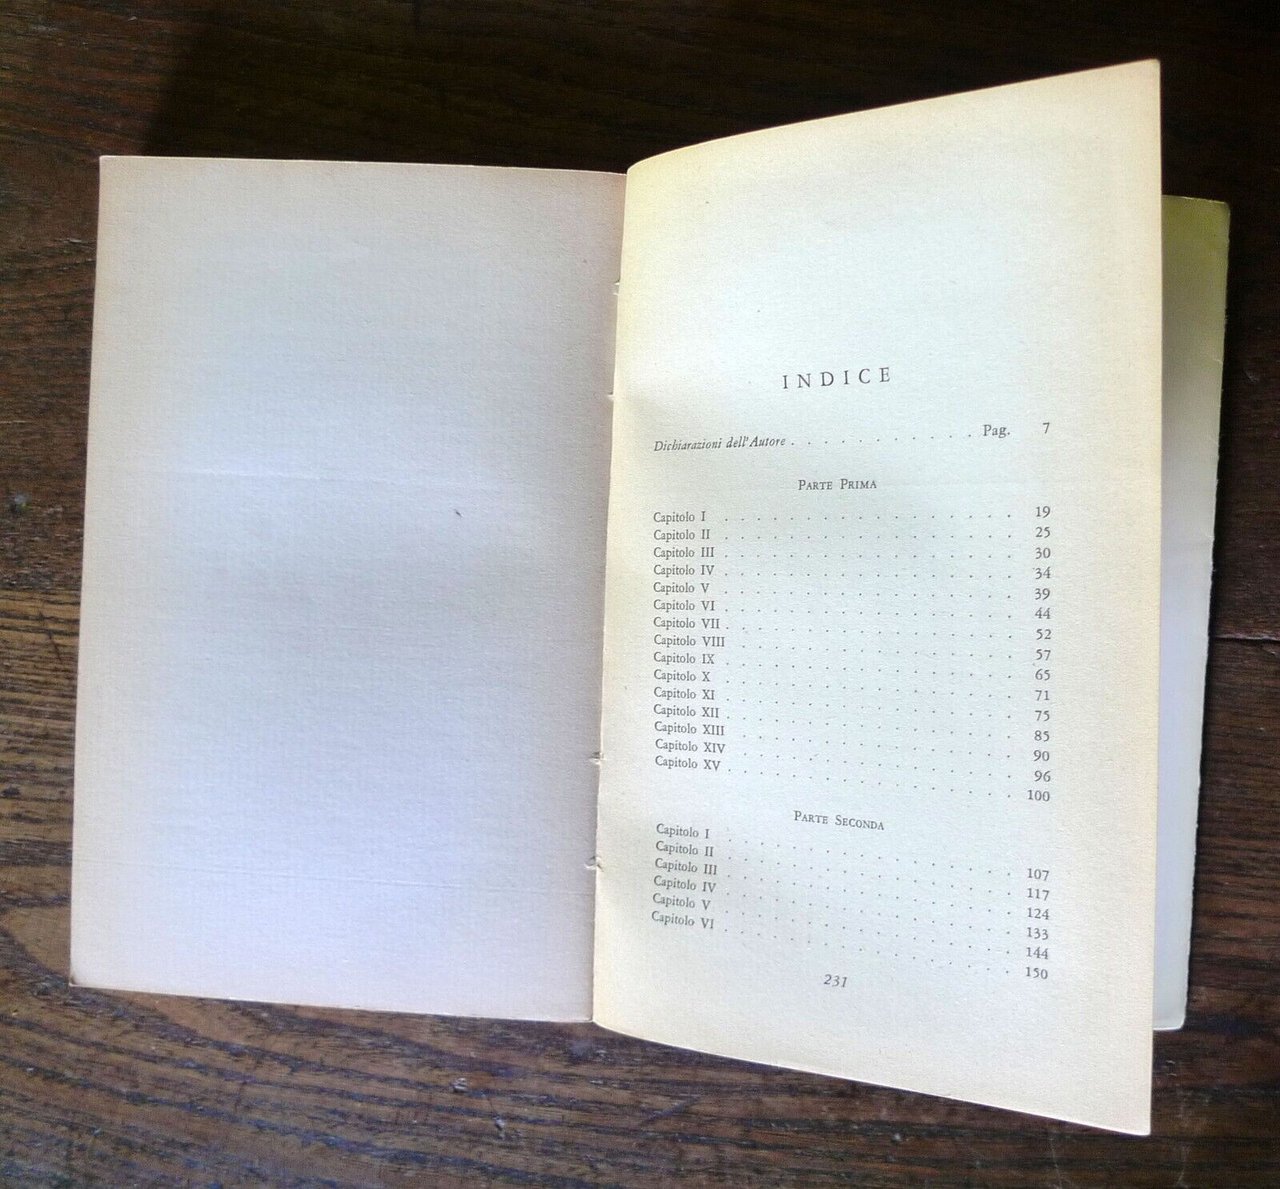 INDICE
Dichiarazioni dell'Autore . . . . . . . . . . . Pag. 7
PARTE PRIMA
Capitolo I . . . . . . . . . . . . . . . . . . 19
Capitolo II . . . . . . . . . . . . . . . . . . 25
Capitolo III . . . . . . . . . . . . . . . . . . 30
Capitolo IV . . . . . . . . . . . . . . . . . . 34
Capitolo V . . . . . . . . . . . . . . . . . . 39
Capitolo VI . . . . . . . . . . . . . . . . . . 44
Capitolo VII . . . . . . . . . . . . . . . . . . 52
Capitolo VIII . . . . . . . . . . . . . . . . . 57
Capitolo IX . . . . . . . . . . . . . . . . . . 65
Capitolo X . . . . . . . . . . . . . . . . . . 71
Capitolo XI . . . . . . . . . . . . . . . . . . 75
Capitolo XII . . . . . . . . . . . . . . . . . . 85
Capitolo XIII . . . . . . . . . . . . . . . . . 90
Capitolo XIV . . . . . . . . . . . . . . . . . 96
Capitolo XV . . . . . . . . . . . . . . . . . . 100
PARTE SECONDA
Capitolo I . . . . . . . . . . . . . . . . . . 107
Capitolo II . . . . . . . . . . . . . . . . . . 117
Capitolo III . . . . . . . . . . . . . . . . . . 124
Capitolo IV . . . . . . . . . . . . . . . . . . 133
Capitolo V . . . . . . . . . . . . . . . . . . 144
Capitolo VI . . . . . . . . . . . . . . . . . . 150
231